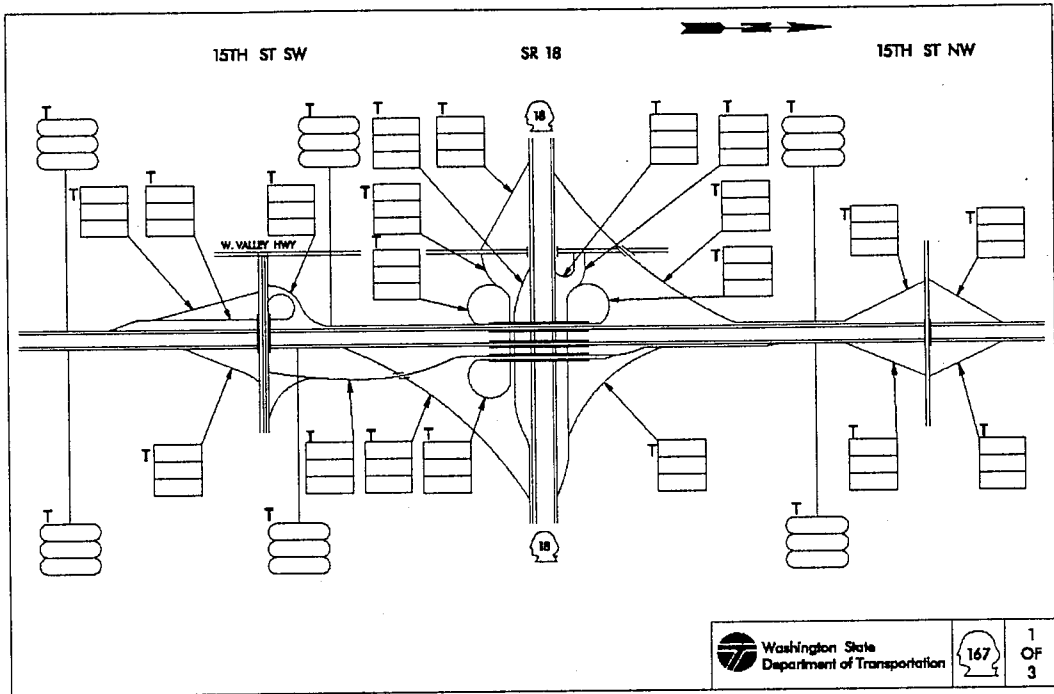 15TH ST SW
SR 18
15TH ST NW
T
T
T
T
18
T
T
T
T
T
T
T
T
T
T
W. VALLEY HWY
T
T
T
T
T
T
T
T
T
T
T
T
18
Washington State
Department of Transportation
167
1
OF
3